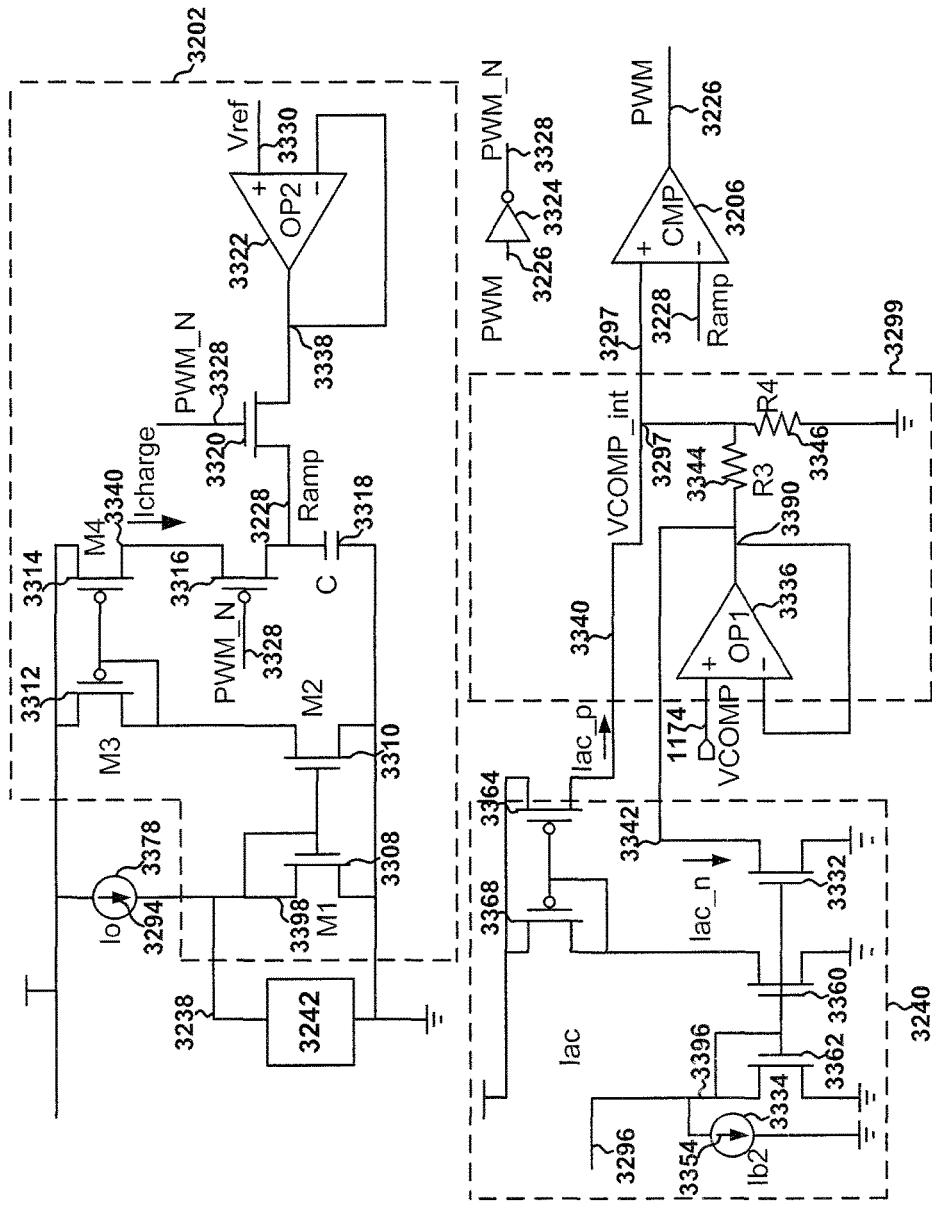 3202
Vref
3330
+
−
OP2
3322
3338
PWM_N
3328
3320
Icharge
3340
M4
3314
3316
PWM_N
3328
3228
Ramp
3318
C
3312
M3
M2
3310
3308
M1
3398
3378
3294
Io
3238
3242
PWM
3226
PWM_N
3328
3324
PWM
3226
CMP
+
−
3206
3297
3228
Ramp
3299
VCOMP_int
3297
R4
3346
3344
R3
3390
3340
OP1
+
−
3336
1174
VCOMP
Iac_p
3364
3342
3368
Iac_n
3332
3360
3240
Iac
3396
3362
3334
3354
Ib2
3296